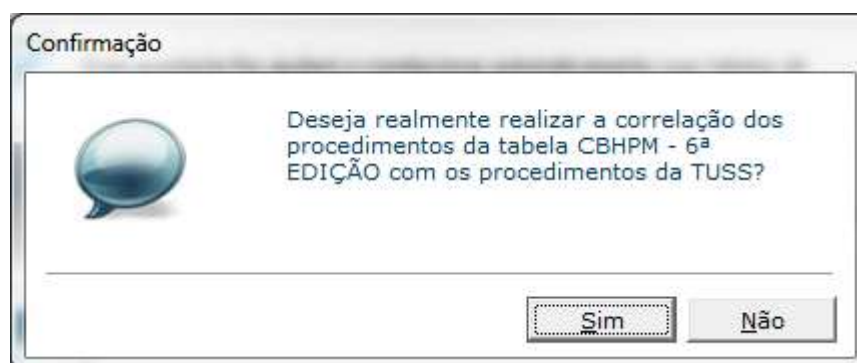 Confirmação
Deseja realmente realizar a correlação dos
procedimentos da tabela CBHPM - 6ª
EDIÇÃO com os procedimentos da TUSS?
Sim Não